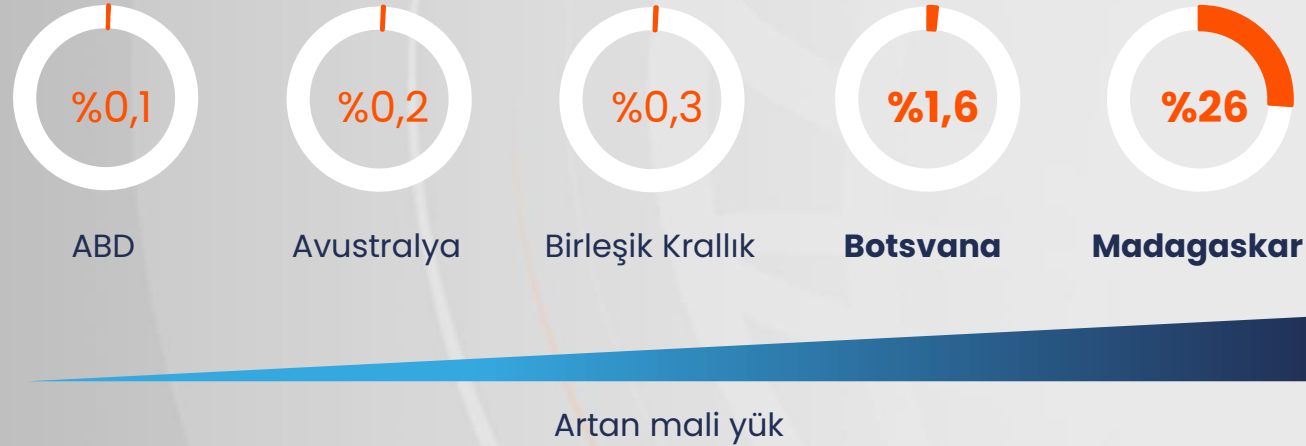 %0,1 %0,2 %0,3 %1,6 %26
ABD Avustralya Birleşik Krallık Botsvana Madagaskar
Artan mali yük